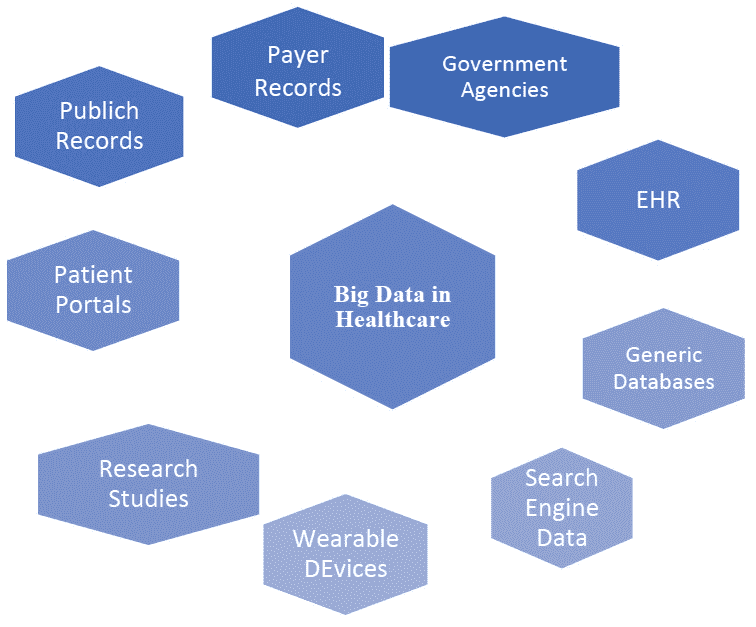 Payer
Records
Government
Agencies
Publich
Records
EHR
Patient
Portals
Big Data in
Healthcare
Generic
Databases
Research
Studies
Search
Engine
Data
Wearable
DEvices